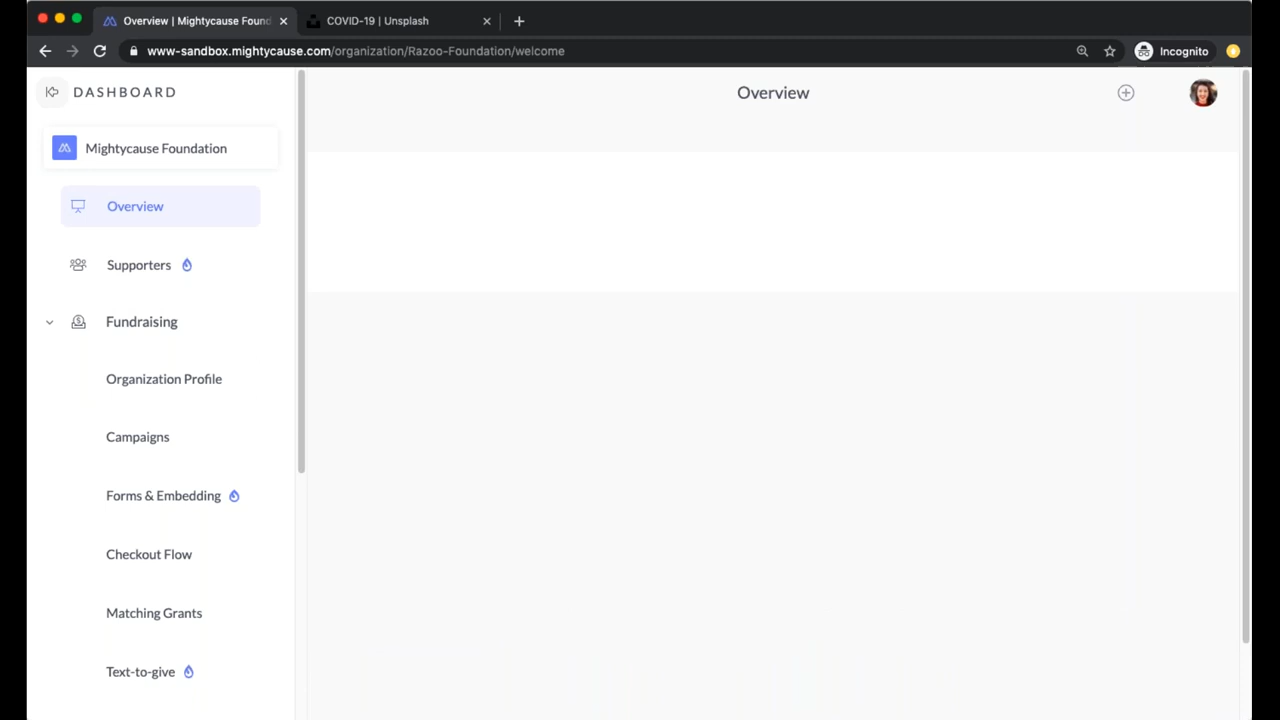 Overview | Mightycause Found
COVID-19 | Unsplash
www-sandbox.mightycause.com/organization/Razoo-Foundation/welcome
Incognito
DASHBOARD
Overview
Mightycause Foundation
Overview
Supporters
Fundraising
Organization Profile
Campaigns
Forms & Embedding
Checkout Flow
Matching Grants
Text-to-give